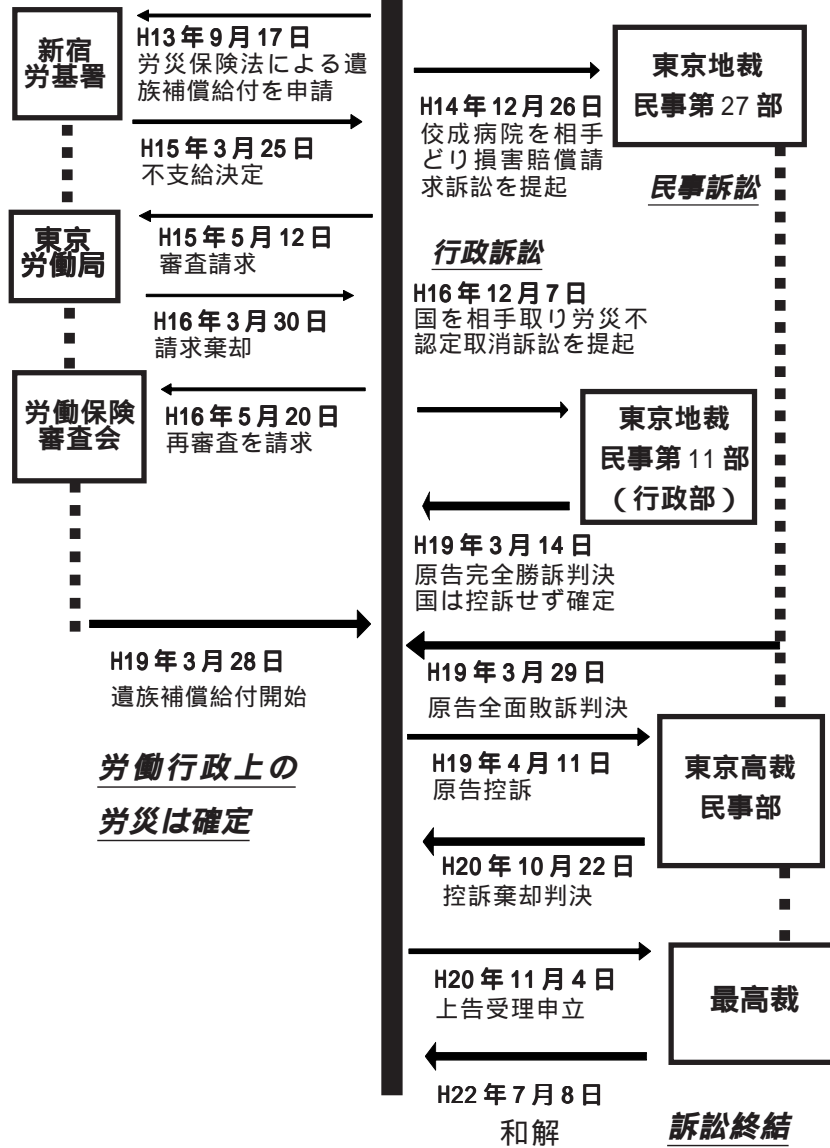 新宿
労基署
H13年9月17日
労災保険法による遺
族補償給付を申請
H15年3月25日
不支給決定
東京
労働局
H15年5月12日
審査請求
H16年3月30日
請求棄却
労働保険
審査会
H16年5月20日
再審査を請求
H19年3月28日
遺族補償給付開始
労働行政上の
労災は確定
東京地裁
民事第27部
H14年12月26日
佼成病院を相手
どり損害賠償請
求訴訟を提起
民事訴訟
行政訴訟
H16年12月7日
国を相手取り労災不
認定取消訴訟を提起
東京地裁
民事第11部
(行政部)
H19年3月14日
原告完全勝訴判決
国は控訴せず確定
H19年3月29日
原告全面敗訴判決
H19年4月11日
原告控訴
東京高裁
民事部
H20年10月22日
控訴棄却判決
H20年11月4日
上告受理申立
最高裁
H22年7月8日
和解
訴訟終結